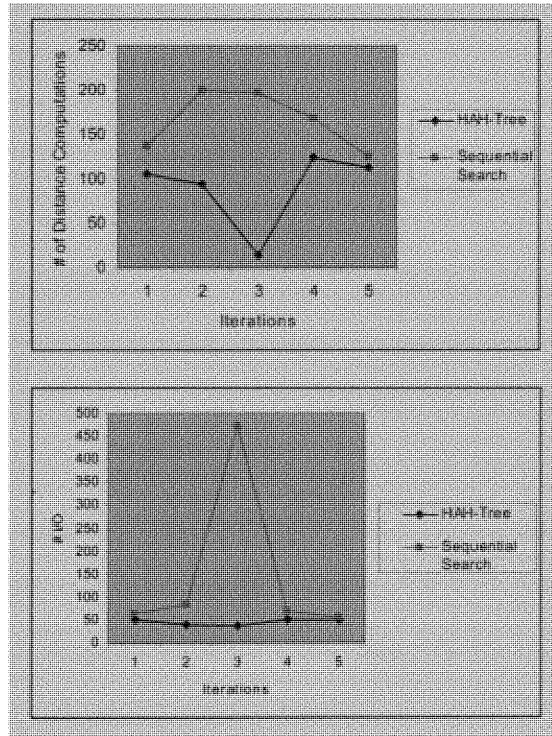 250
200
150
100
50
0
# of Distance Computations
1 2 3 4 5
Iterations
HAH-Tree
Sequential
Search
500
450
400
350
300
250
200
150
100
50
0
# I/O
1 2 3 4 5
Iterations
HAH-Tree
Sequential
Search